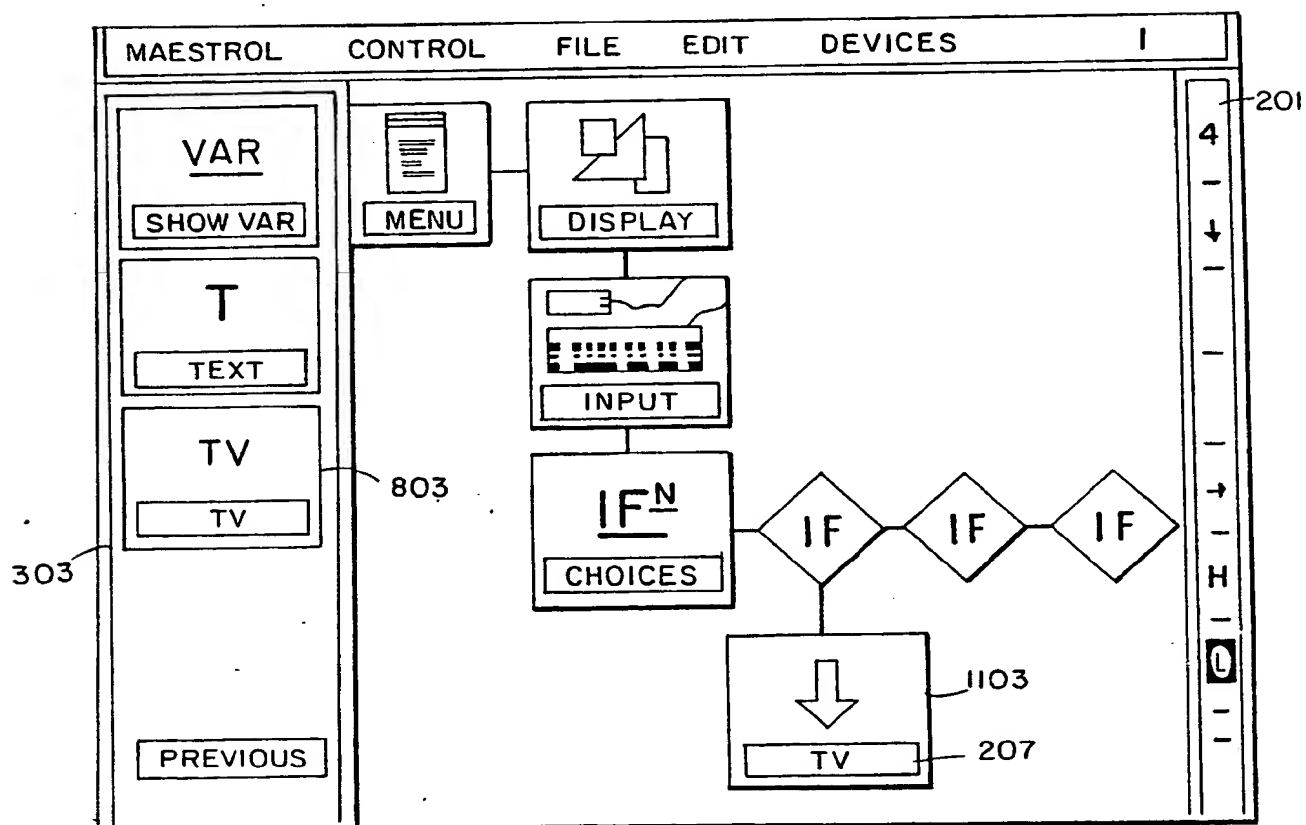 MAESTROL CONTROL FILE EDIT DEVICES I
201
4
VAR
SHOW VAR
MENU
DISPLAY
T
TEXT
INPUT
TV
TV
803
303
IFᴺ
CHOICES
IF IF IF
H
L
1103
TV
207
PREVIOUS